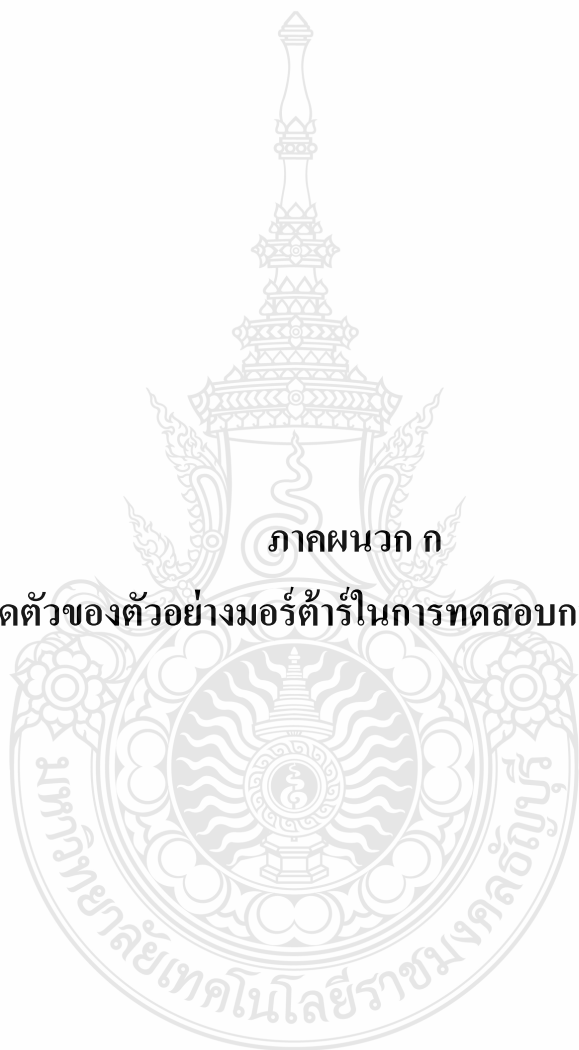 ภาคผนวก ก
ดตัวของตัวอย่างมอร์ต้าร์ในการทดสอบก
มหาวิทยาลัยเทคโนโลยีราชมงคลธัญบุรี